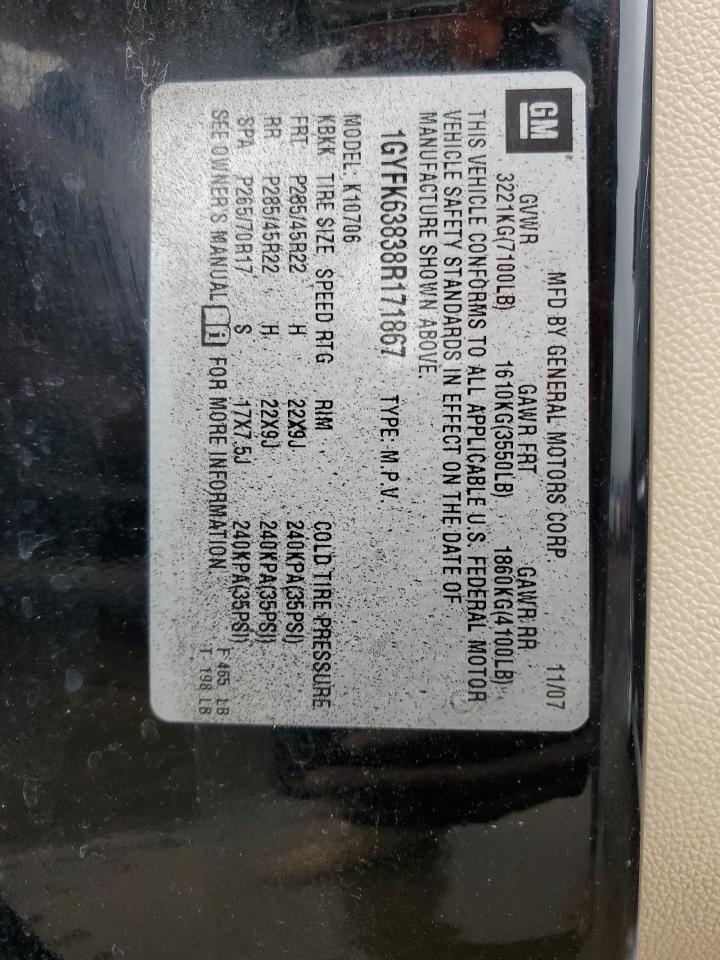 GM
MFD BY GENERAL MOTORS CORP. 11/07
GVWR GAWR FRT GAWR RR
3221KG(7100LB) 1610KG(3550LB) 1860KG(4100LB)
THIS VEHICLE CONFORMS TO ALL APPLICABLE U.S. FEDERAL MOTOR
VEHICLE SAFETY STANDARDS IN EFFECT ON THE DATE OF
MANUFACTURE SHOWN ABOVE.
1GYFK63838R171867 TYPE: M.P.V
MODEL: K10706
KBKK TIRE SIZE SPEED RTG RIM COLD TIRE PRESSURE
FRT P285/45R22 H 22X9J 240KPA(35PSI)
RR P285/45R22 H 22X9J 240KPA(35PSI)
SPA P265/70R17 S 17X7.5J 240KPA(35PSI)
SEE OWNER'S MANUAL FOR MORE INFORMATION.
F 465 LB
T 198 LB